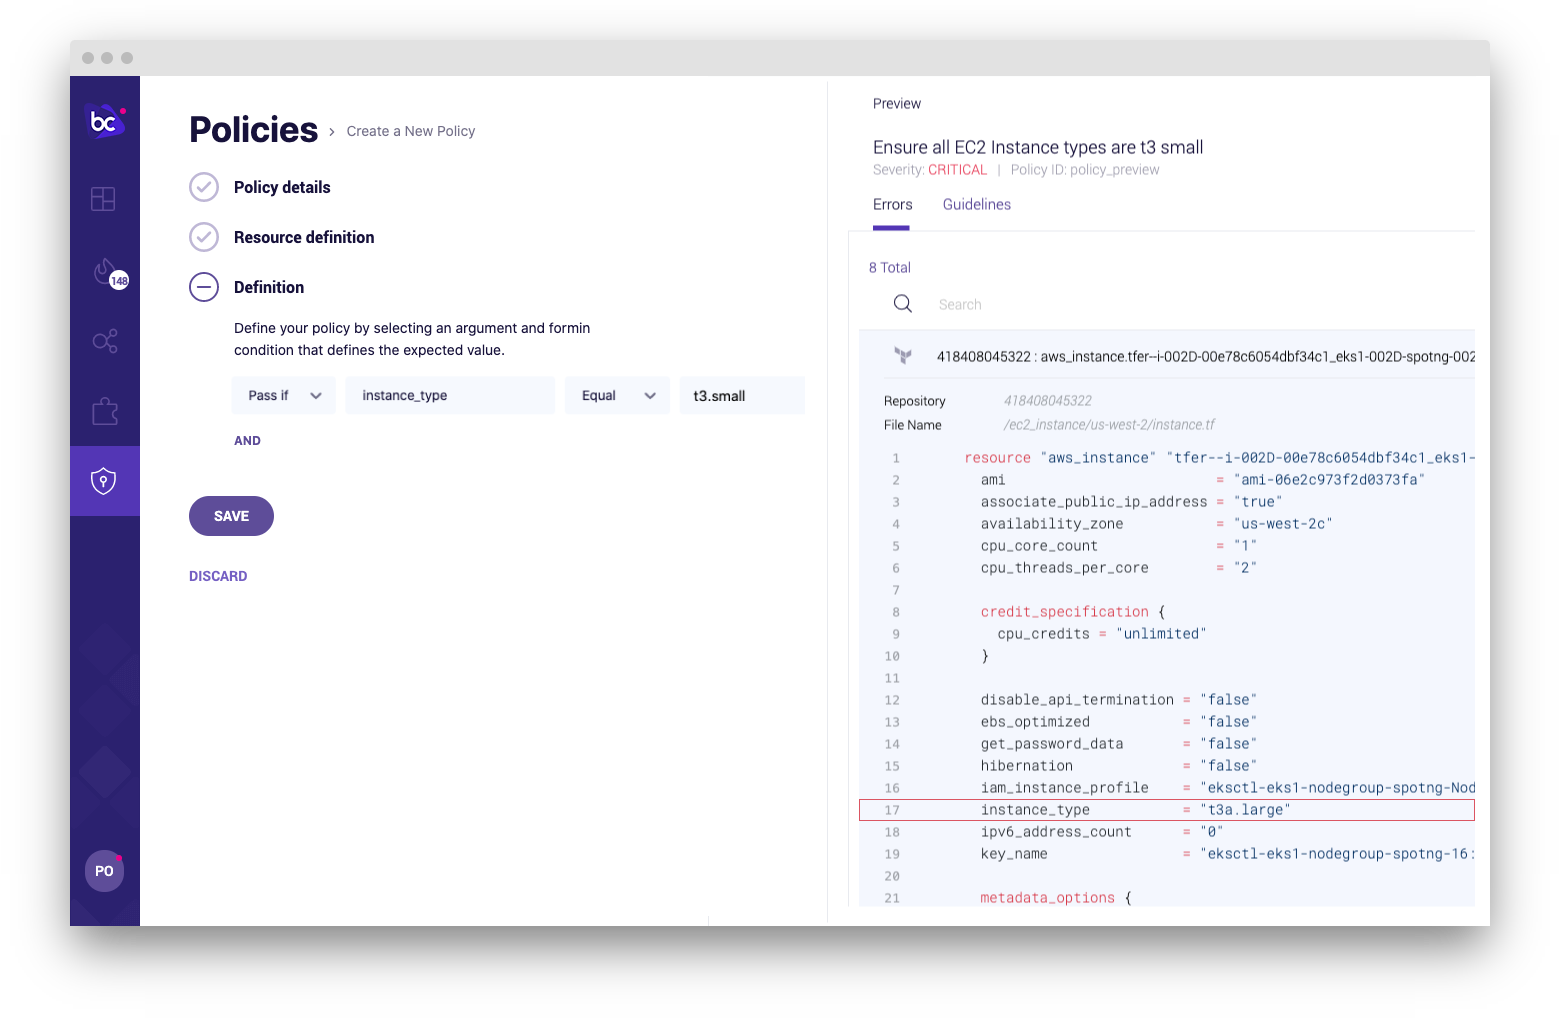 bc
148
PO
Policies › Create a New Policy
Policy details
Resource definition
Definition
Define your policy by selecting an argument and formin
condition that defines the expected value.
Pass if instance_type Equal t3.small
AND
SAVE
DISCARD
Preview
Ensure all EC2 Instance types are t3 small
Severity: CRITICAL | Policy ID: policy_preview
Errors Guidelines
8 Total
Search
418408045322 : aws_instance.tfer--i-002D-00e78c6054dbf34c1_eks1-002D-spotng-002
Repository 418408045322
File Name /ec2_instance/us-west-2/instance.tf
1 resource "aws_instance" "tfer--i-002D-00e78c6054dbf34c1_eks1-
2 ami = "ami-06e2c973f2d0373fa"
3 associate_public_ip_address = "true"
4 availability_zone = "us-west-2c"
5 cpu_core_count = "1"
6 cpu_threads_per_core = "2"
7
8 credit_specification {
9 cpu_credits = "unlimited"
10 }
11
12 disable_api_termination = "false"
13 ebs_optimized = "false"
14 get_password_data = "false"
15 hibernation = "false"
16 iam_instance_profile = "eksctl-eks1-nodegroup-spotng-Nod
17 instance_type = "t3a.large"
18 ipv6_address_count = "0"
19 key_name = "eksctl-eks1-nodegroup-spotng-16:
20
21 metadata_options {